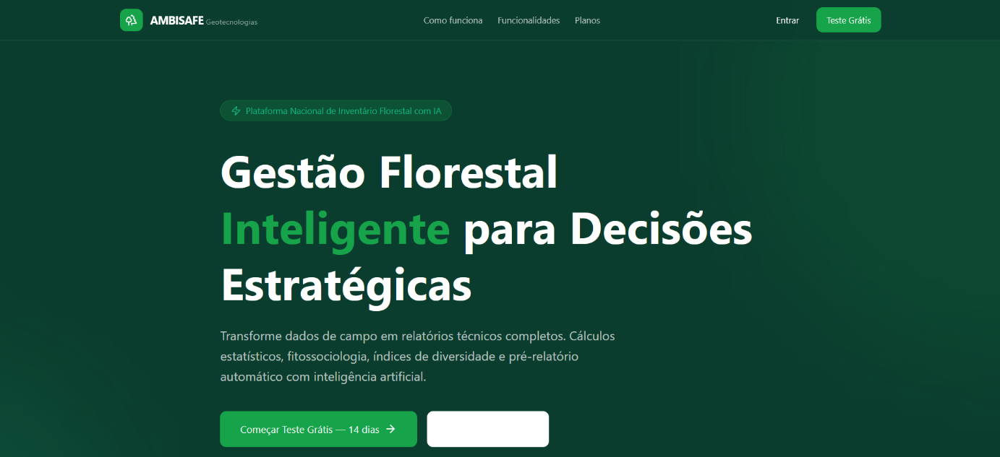 AMBISAFE Geotecnologias
Como funciona
Funcionalidades
Planos
Entrar
Teste Grátis
Plataforma Nacional de Inventário Florestal com IA
Gestão Florestal
Inteligente para Decisões
Estratégicas
Transforme dados de campo em relatórios técnicos completos. Cálculos
estatísticos, fitossociologia, índices de diversidade e pré-relatório
automático com inteligência artificial.
Começar Teste Grátis — 14 dias